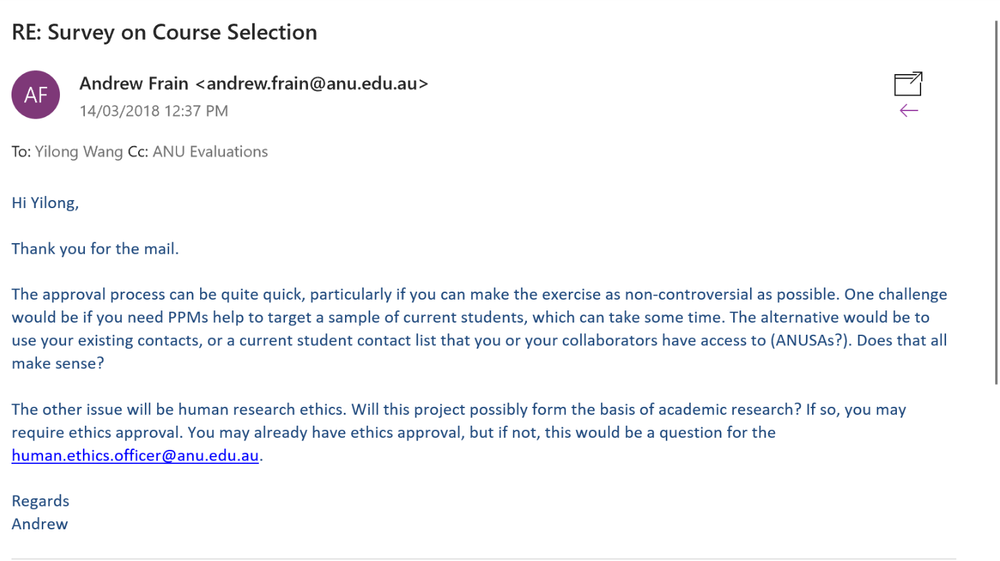 RE: Survey on Course Selection
AF
Andrew Frain <andrew.frain@anu.edu.au>
14/03/2018 12:37 PM
To: Yilong Wang Cc: ANU Evaluations
Hi Yilong,
Thank you for the mail.
The approval process can be quite quick, particularly if you can make the exercise as non-controversial as possible. One challenge
would be if you need PPMs help to target a sample of current students, which can take some time. The alternative would be to
use your existing contacts, or a current student contact list that you or your collaborators have access to (ANUSAs?). Does that all
make sense?
The other issue will be human research ethics. Will this project possibly form the basis of academic research? If so, you may
require ethics approval. You may already have ethics approval, but if not, this would be a question for the
human.ethics.officer@anu.edu.au.
Regards
Andrew